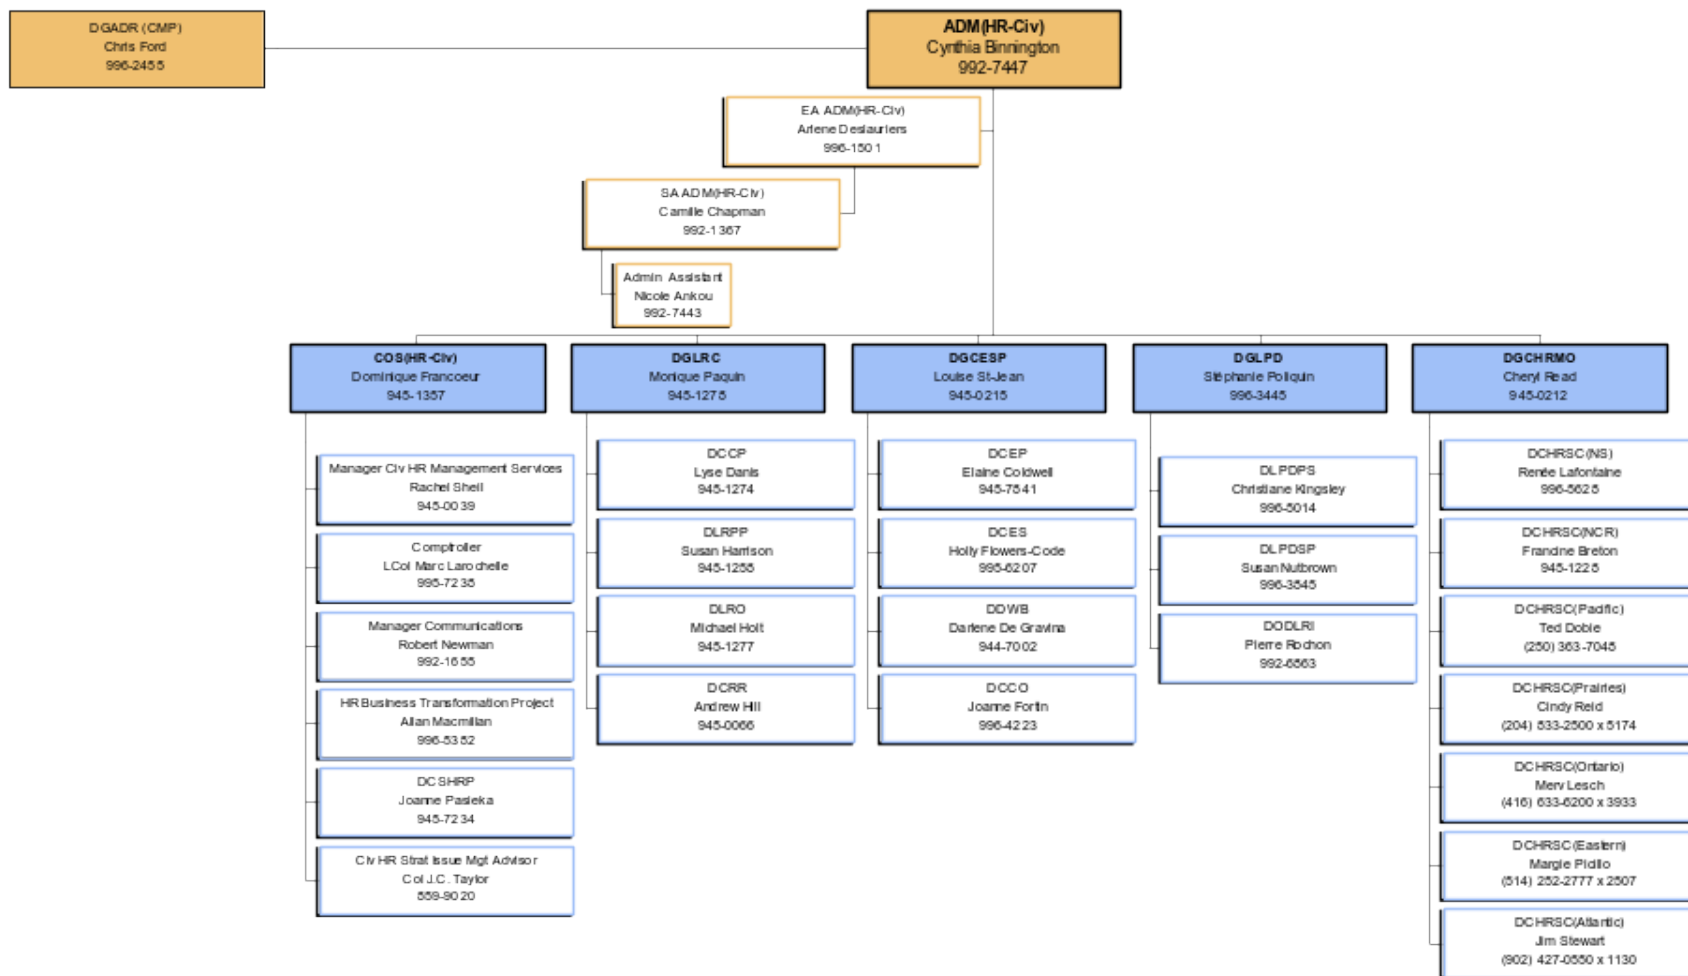 DGADR (CMP)
Chris Ford
996-2455
ADM(HR-Civ)
Cynthia Binnington
992-7447
EA ADM(HR-Civ)
Arlene Deslauriers
996-1501
SA ADM(HR-Civ)
Camille Chapman
992-1367
Admin Assistant
Nicole Ankou
992-7443
COS(HR-Civ)
Dominique Francoeur
945-1357
Manager Civ HR Management Services
Rachel Shell
945-0039
Comptroller
LCol Marc Larochelle
995-7235
Manager Communications
Robert Newman
992-1655
HR Business Transformation Project
Allan Macmillan
996-5352
DCSHRP
Joanne Pasieka
945-7234
Civ HR Strat Issue Mgt Advisor
Col J.C. Taylor
559-9020
DGLRC
Monique Paquin
945-1275
DCCP
Lyse Danis
945-1274
DLRPP
Susan Harrison
945-1255
DLRO
Michael Holt
945-1277
DCRR
Andrew Hill
945-0066
DGCESP
Louise St-Jean
945-0215
DCEP
Elaine Coldwell
945-7541
DCES
Holly Flowers-Code
995-6207
DDWB
Darlene De Gravina
944-7002
DCCO
Joanne Fortin
996-4223
DGLPD
Stéphanie Poliquin
996-3445
DLPDPS
Christiane Kingsley
996-5014
DLPDSP
Susan Nutbrown
996-3545
DODLRI
Pierre Rochon
992-6563
DGCHRMO
Cheryl Read
945-0212
DCHRSC(NS)
Renée Lafontaine
996-5625
DCHRSC(NCR)
Francine Breton
945-1225
DCHRSC(Pacific)
Ted Dobie
(250) 363-7045
DCHRSC(Prairies)
Cindy Reid
(204) 833-2500 x 5174
DCHRSC(Ontario)
Merv Lesch
(416) 633-6200 x 3933
DCHRSC(Eastern)
Margie Picillo
(514) 252-2777 x 2507
DCHRSC(Atlantic)
Jim Stewart
(902) 427-0550 x 1130